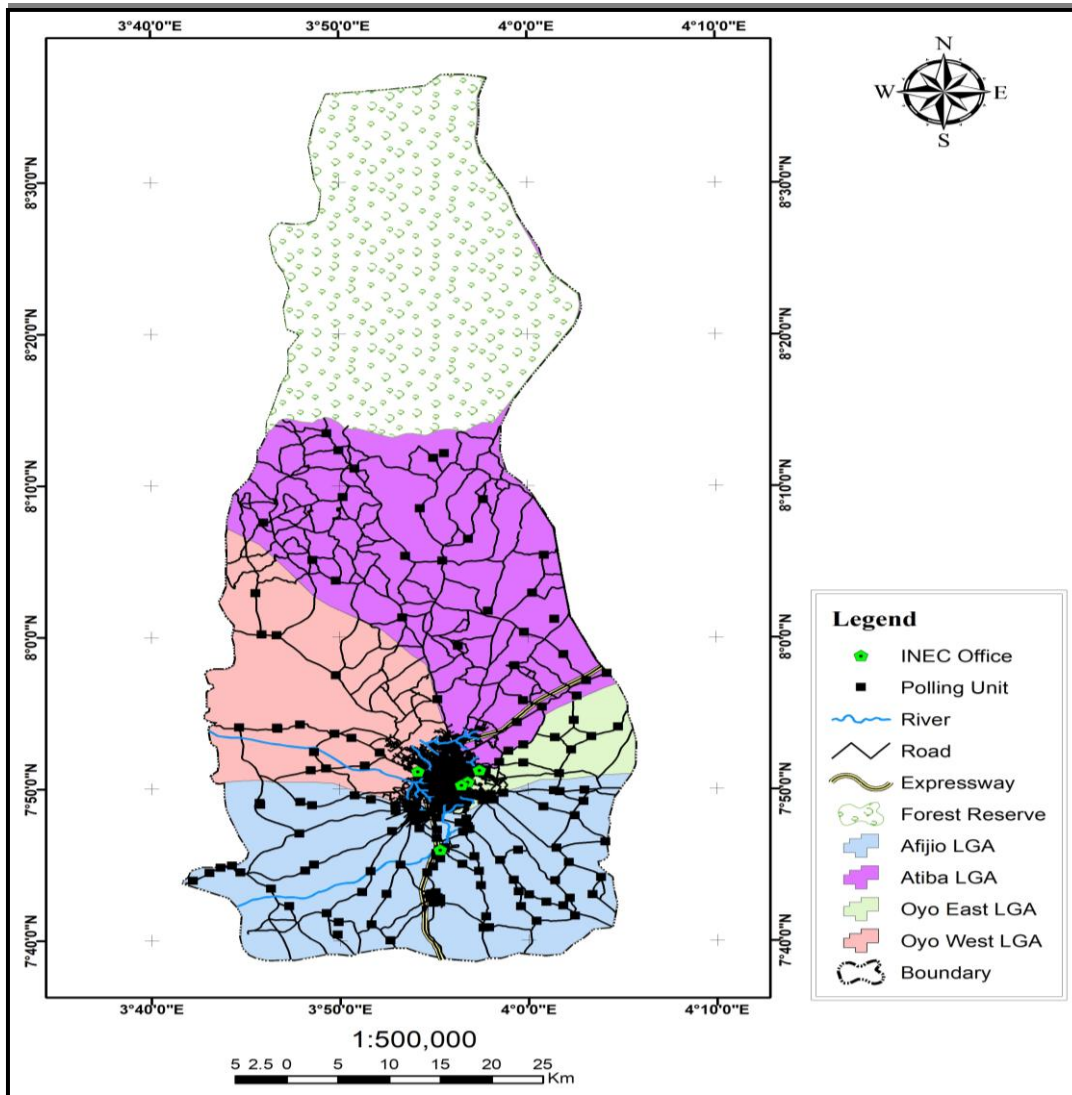 3°40'0"E 3°50'0"E 4°0'0"E 4°10'0"E
N
W E
S
8°30'0"N 8°30'0"N
8°20'0"N 8°20'0"N
8°10'0"N 8°10'0"N
8°0'0"N 8°0'0"N
7°50'0"N 7°50'0"N
7°40'0"N 7°40'0"N
Legend
INEC Office
Polling Unit
River
Road
Expressway
Forest Reserve
Afijio LGA
Atiba LGA
Oyo East LGA
Oyo West LGA
Boundary
3°40'0"E 3°50'0"E 4°0'0"E 4°10'0"E
1:500,000
5 2.5 0 5 10 15 20 25
Km